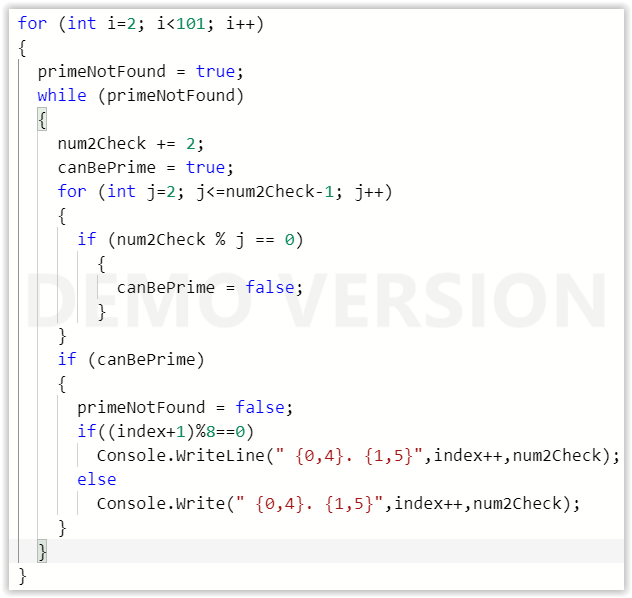 for (int i=2; i<101; i++)
{
primeNotFound = true;
while (primeNotFound)
{
num2Check += 2;
canBePrime = true;
for (int j=2; j<=num2Check-1; j++)
{
if (num2Check % j == 0)
{
canBePrime = false;
}
}
if (canBePrime)
{
primeNotFound = false;
if((index+1)%8==0)
Console.WriteLine(" {0,4}. {1,5}",index++,num2Check);
else
Console.Write(" {0,4}. {1,5}",index++,num2Check);
}
}
}
DEMO VERSION